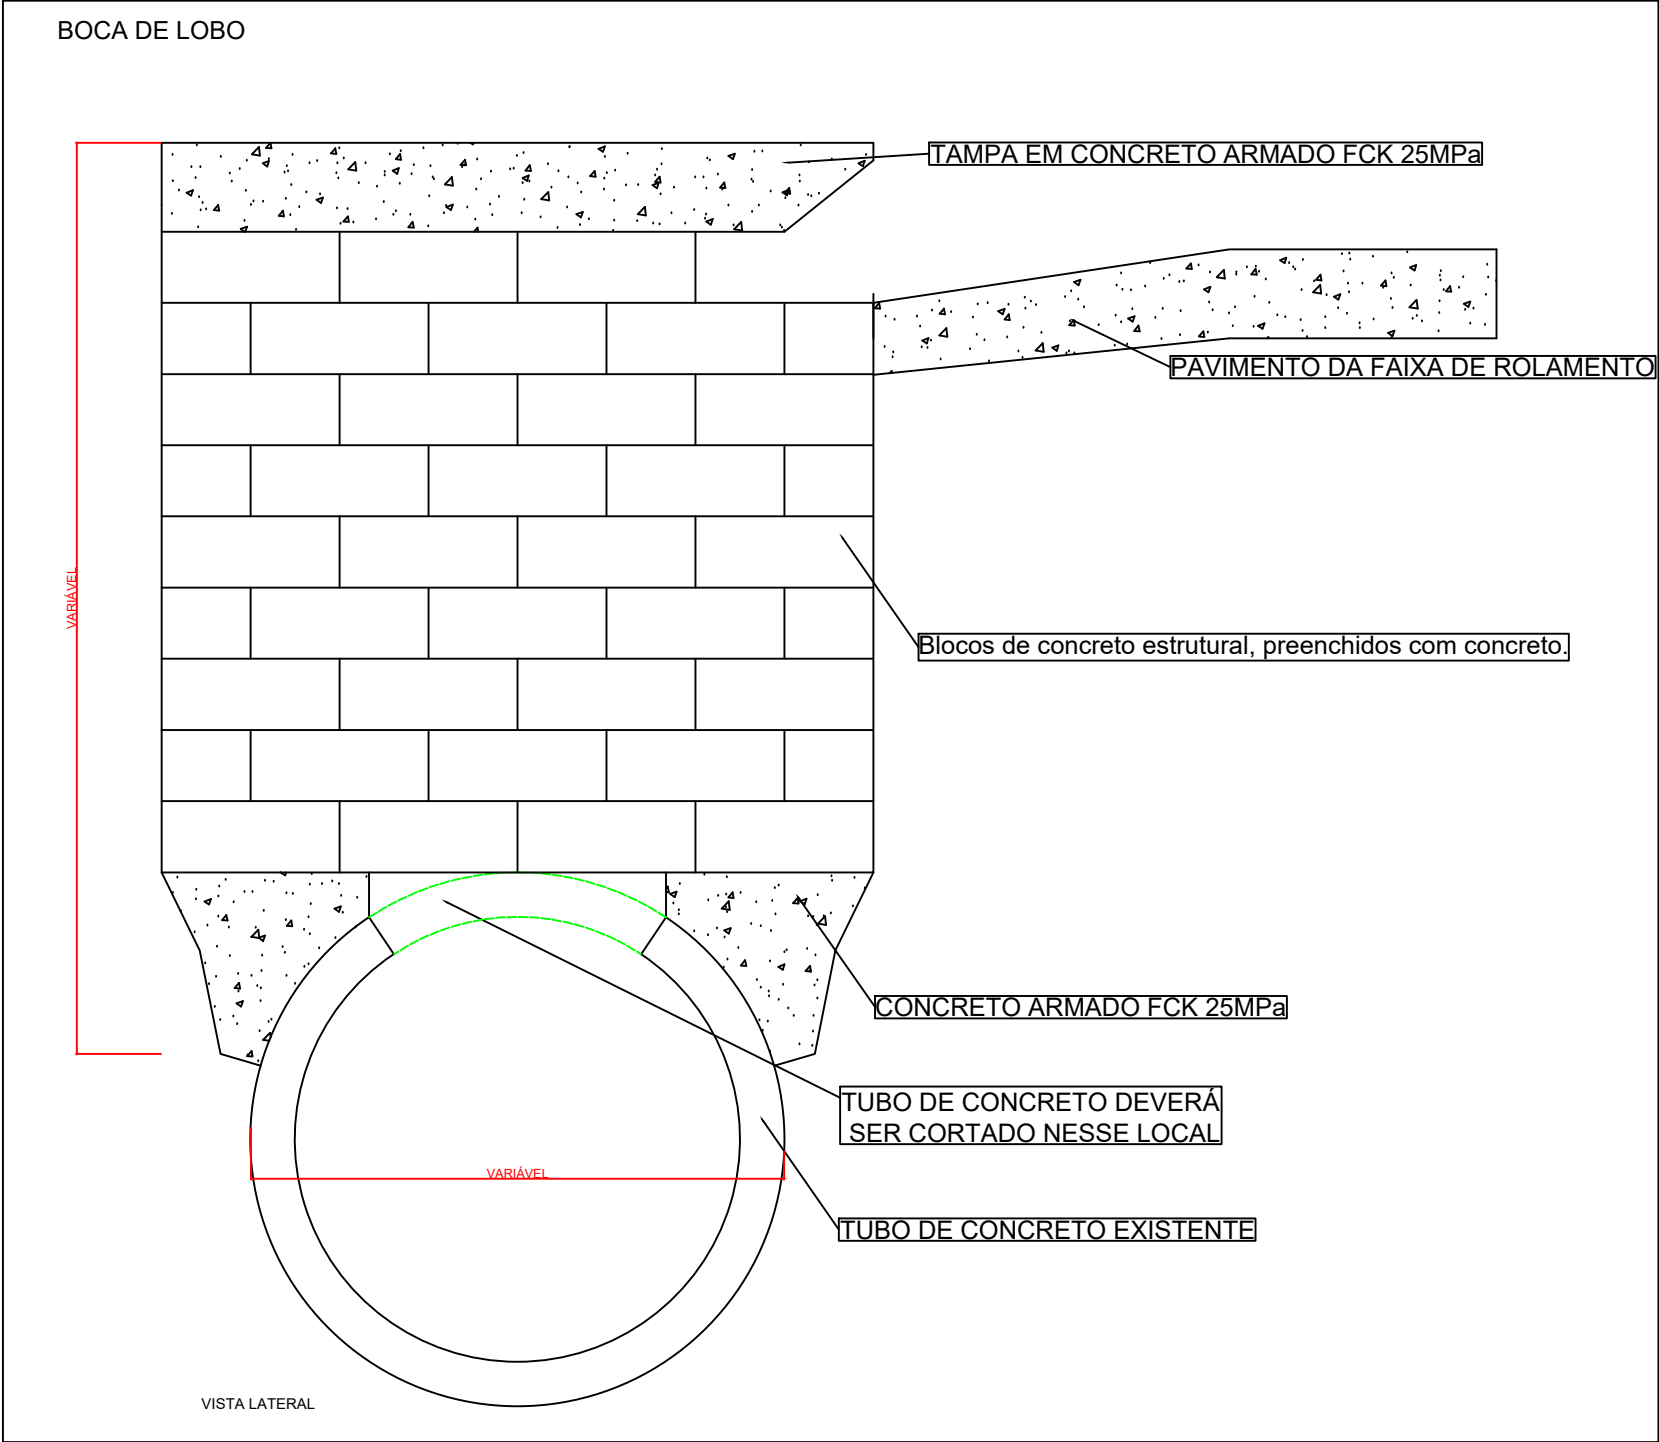 BOCA DE LOBO
TAMPA EM CONCRETO ARMADO FCK 25MPa
PAVIMENTO DA FAIXA DE ROLAMENTO
VARIÁVEL
Blocos de concreto estrutural, preenchidos com concreto.
CONCRETO ARMADO FCK 25MPa
TUBO DE CONCRETO DEVERÁ
SER CORTADO NESSE LOCAL
VARIÁVEL
TUBO DE CONCRETO EXISTENTE
VISTA LATERAL